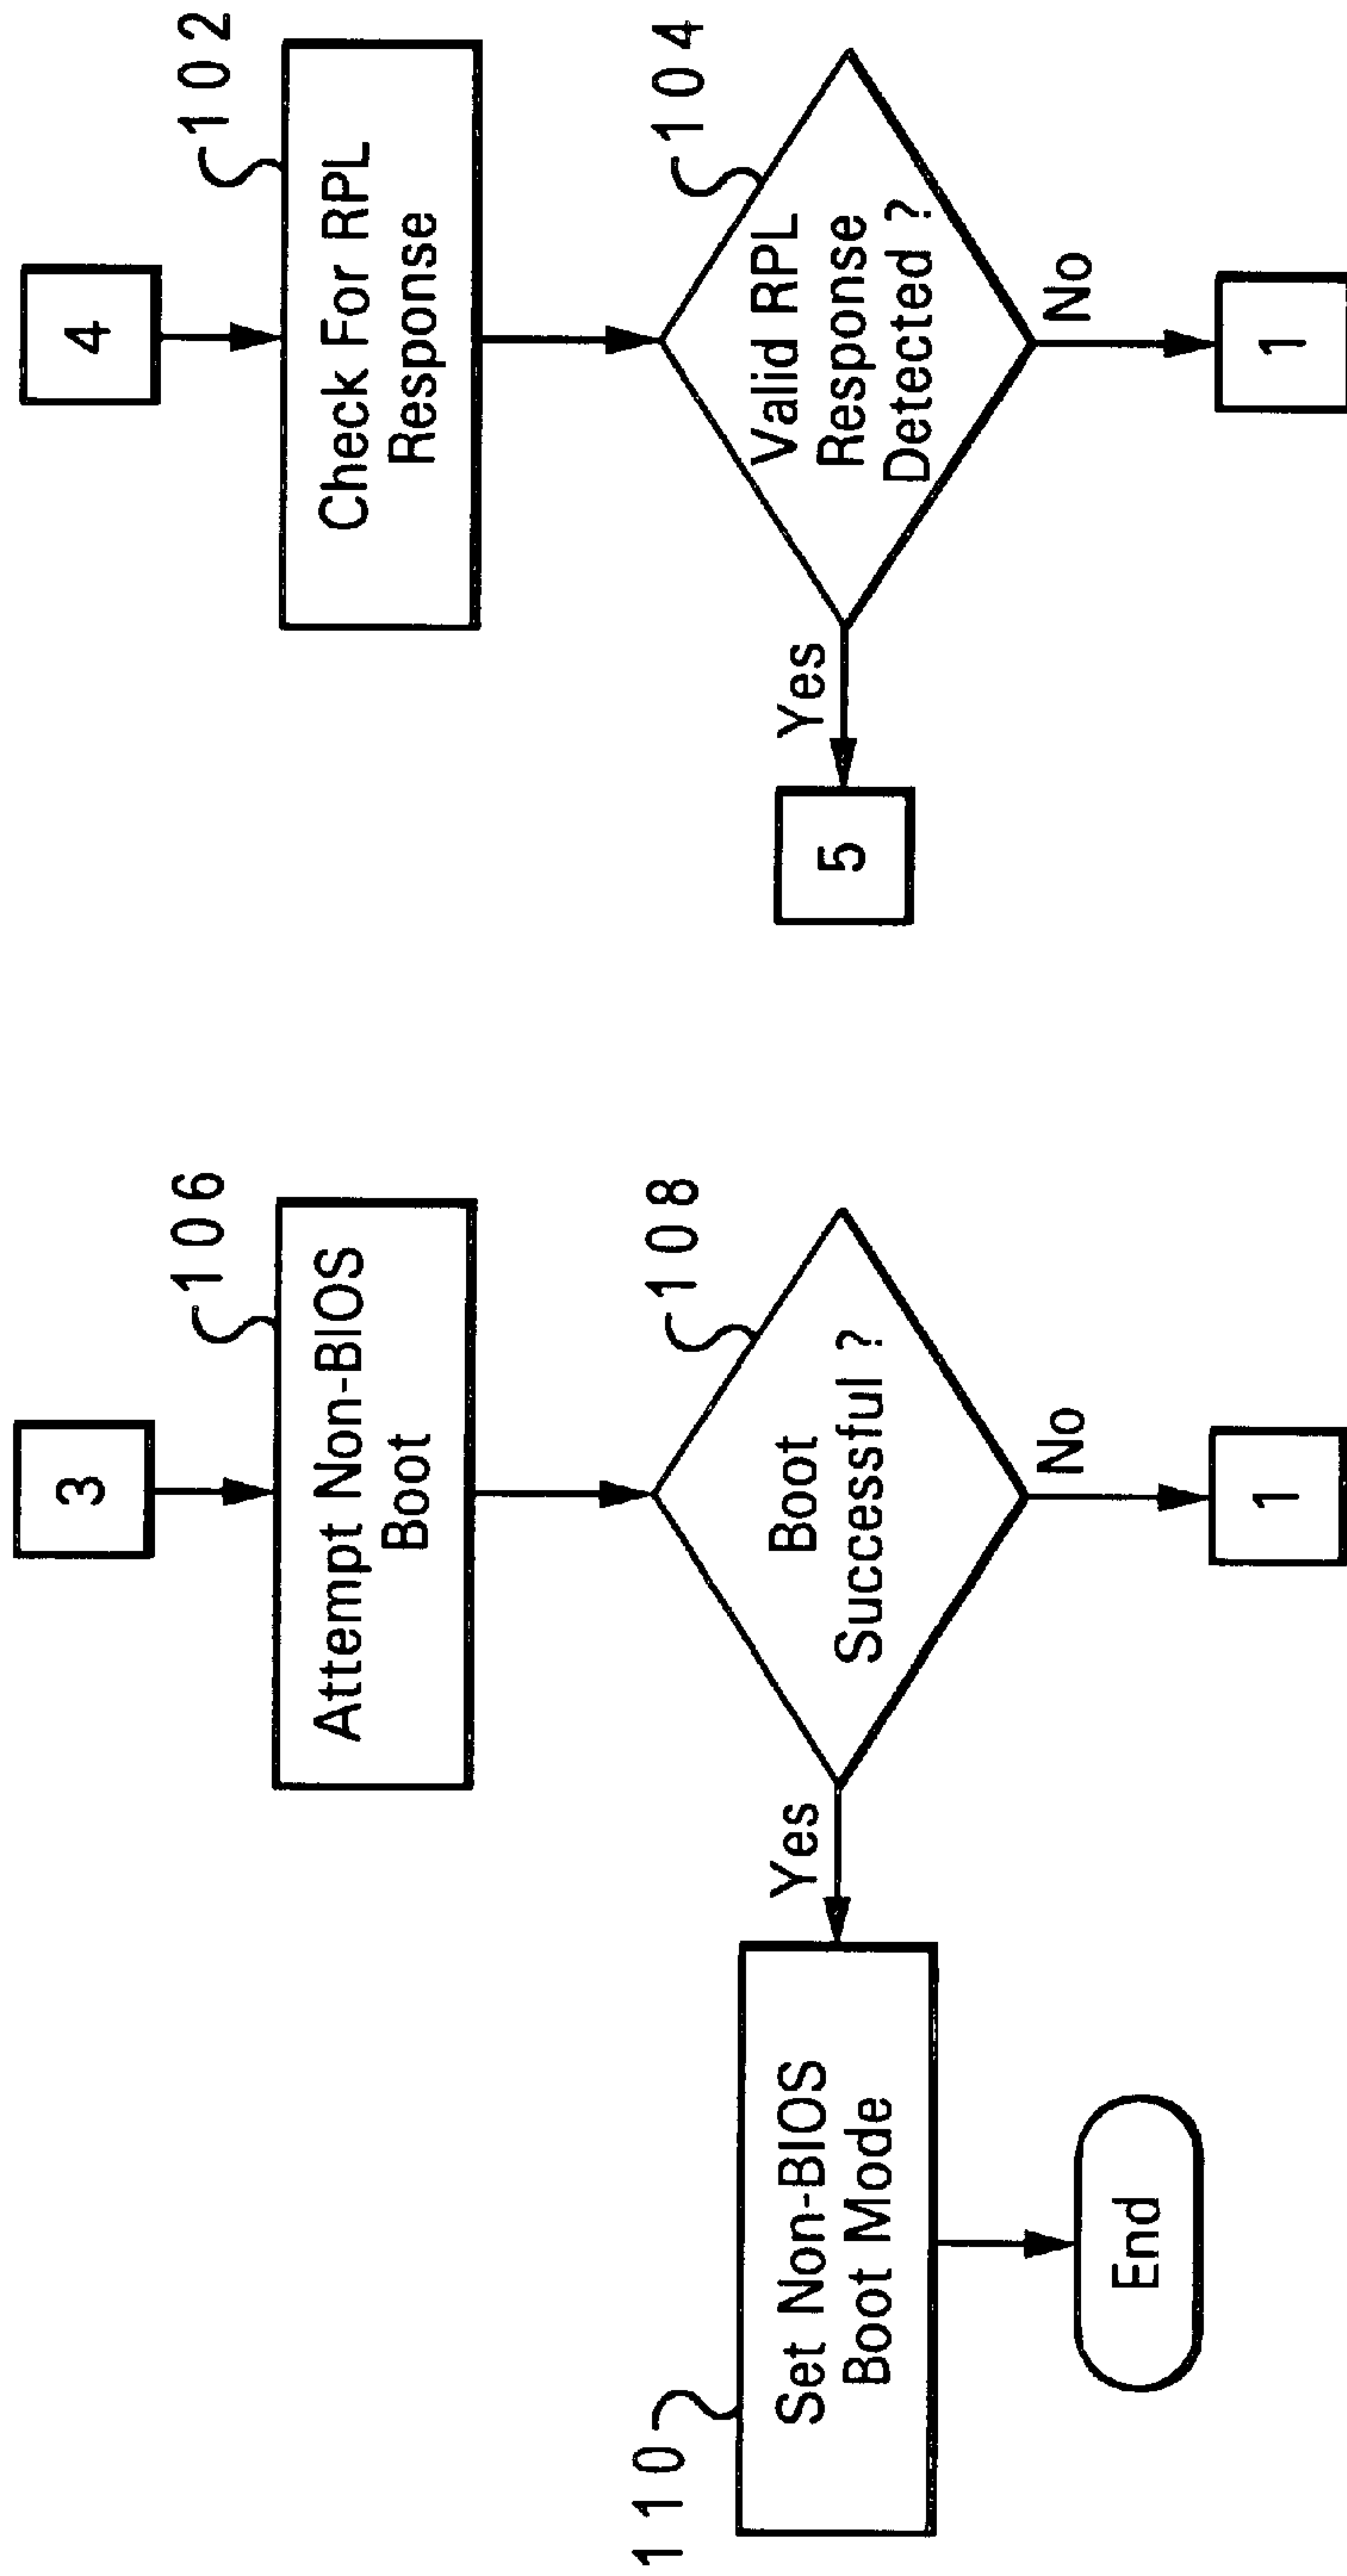 3
106
Attempt Non-BIOS
Boot
108
Boot
Successful ?
Yes
No
1
110
Set Non-BIOS
Boot Mode
End
4
102
Check For RPL
Response
104
Valid RPL
Response
Detected ?
Yes
5
No
1